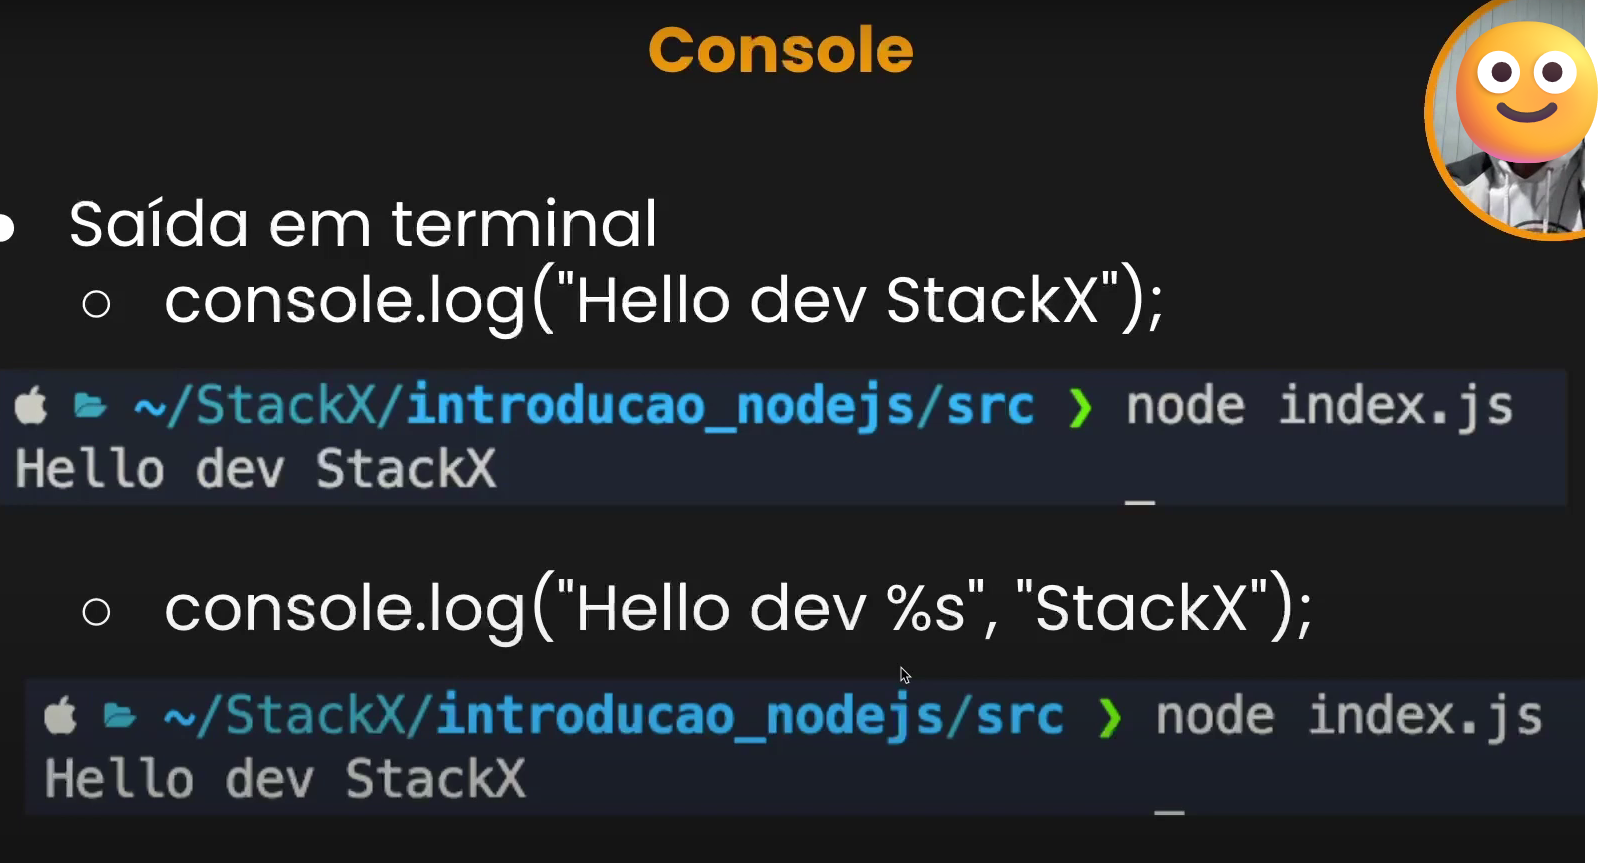 Console
Saída em terminal
console.log("Hello dev StackX");
~/StackX/introducao_nodejs/src ❯ node index.js
Hello dev StackX
console.log("Hello dev %s", "StackX");
~/StackX/introducao_nodejs/src ❯ node index.js
Hello dev StackX